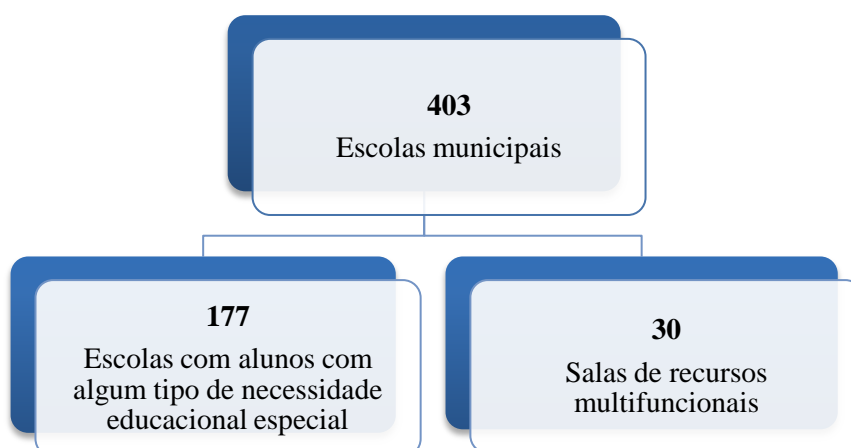 403
Escolas municipais
177
Escolas com alunos com
algum tipo de necessidade
educacional especial
30
Salas de recursos
multifuncionais